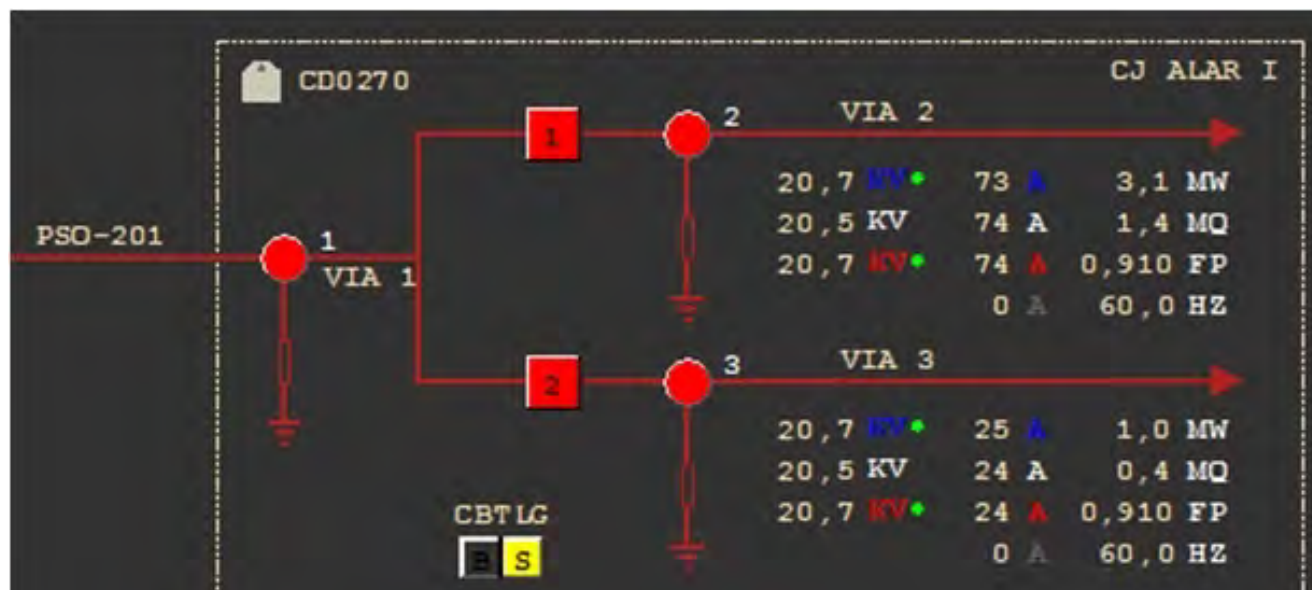 CD0270 CJ ALAR I
PSO-201
1
VIA 1
1
2
VIA 2
20,7 KV 73 A 3,1 MW
20,5 KV 74 A 1,4 MQ
20,7 KV 74 A 0,910 FP
0 A 60,0 HZ
2
3
VIA 3
20,7 KV 25 A 1,0 MW
20,5 KV 24 A 0,4 MQ
20,7 KV 24 A 0,910 FP
0 A 60,0 HZ
CBTLG
B S